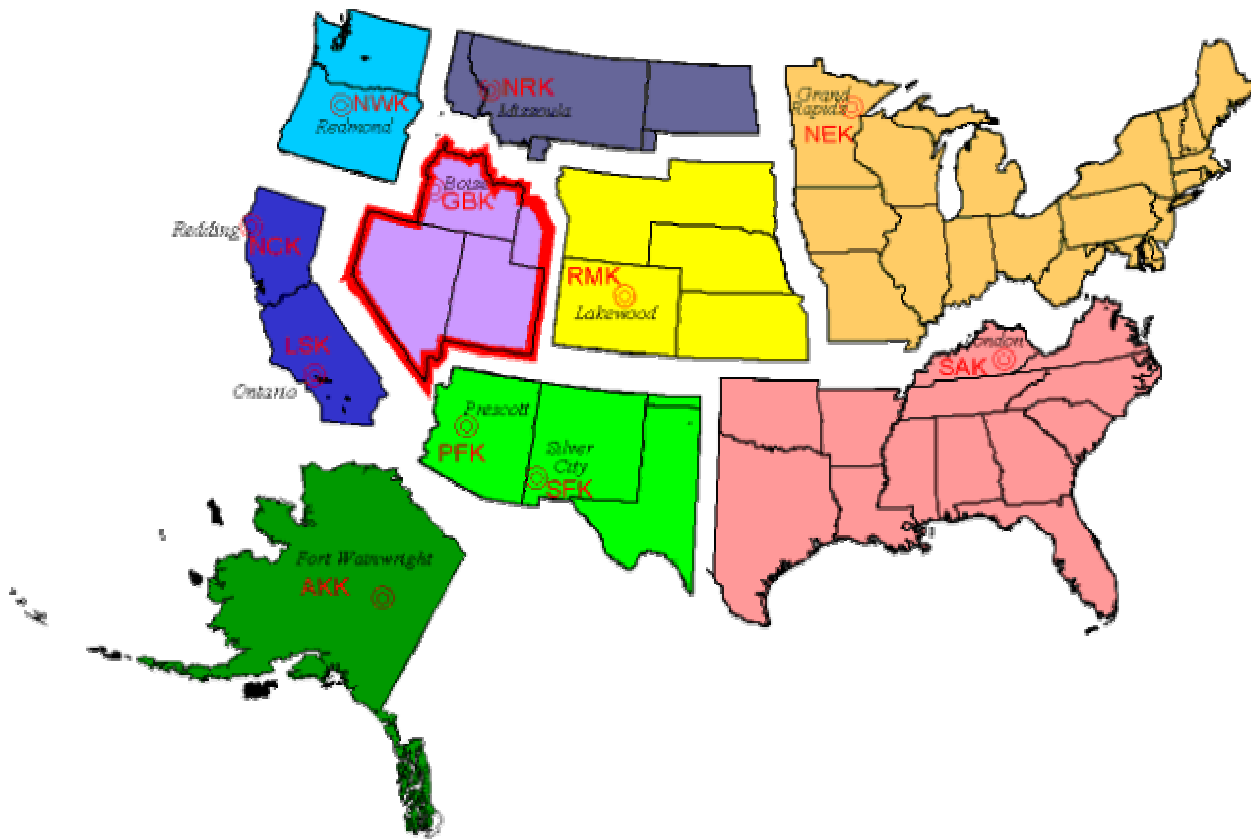 NWK
Redmond
NRK
Missoula
Grand
Rapids
NEK
Boise
GBK
Redding
NCK
RMK
Lakewood
LSK
Ontario
London
SAK
Prescott
PFK
Silver
City
SFK
Fort Wainwright
AKK